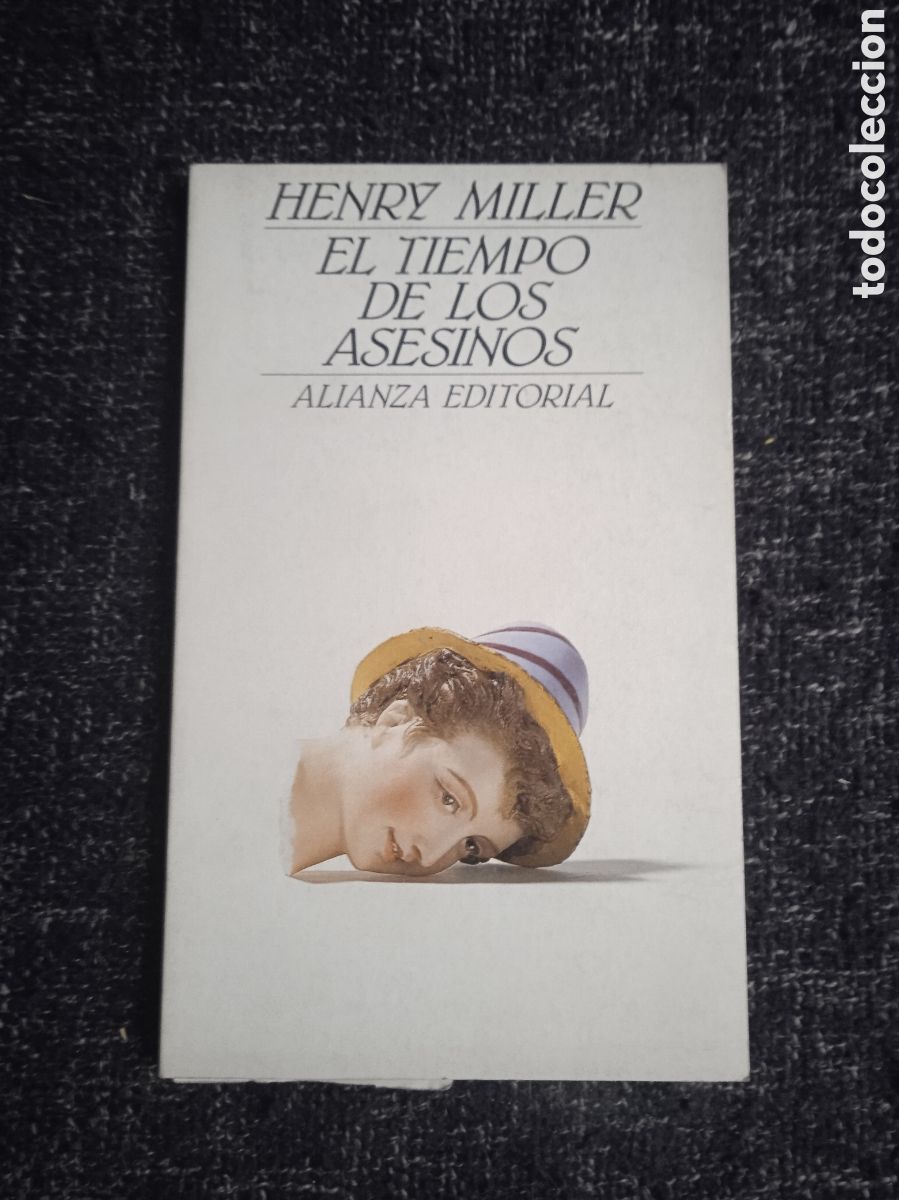 HENRY MILLER
EL TIEMPO
DE LOS
ASESINOS
ALIANZA EDITORIAL
todocoleccion